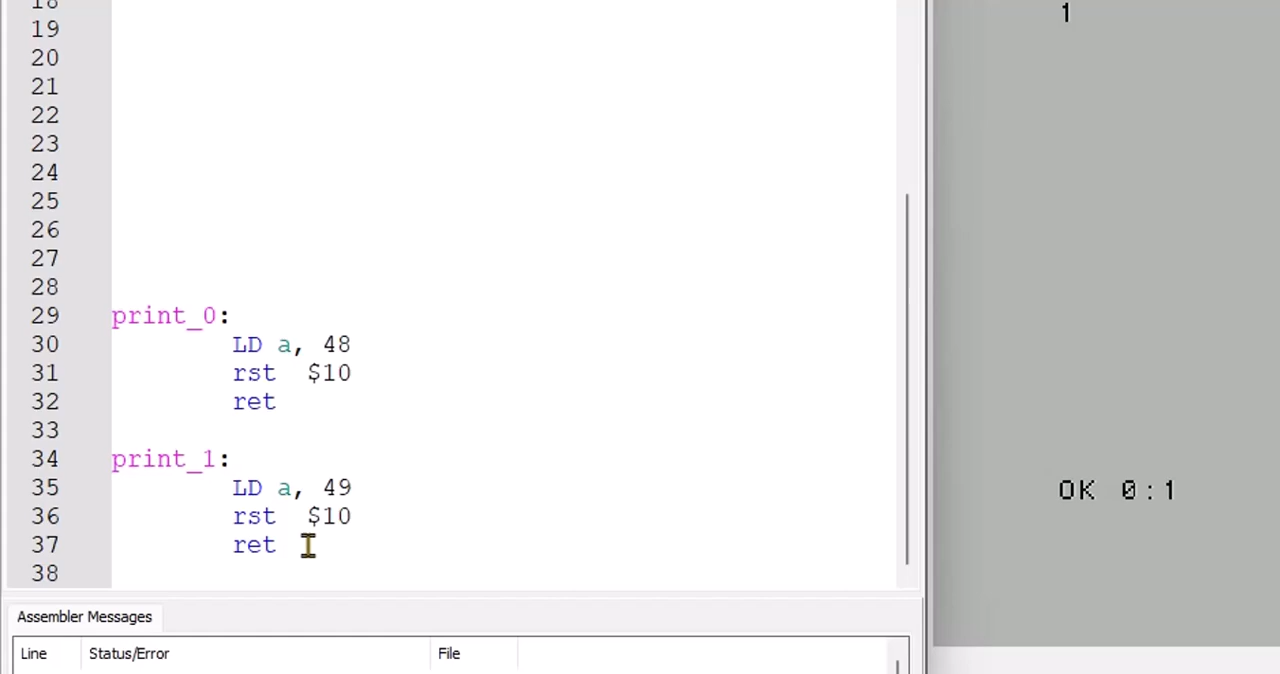 18
19
20
21
22
23
24
25
26
27
28
29 print_0:
30 LD a, 48
31 rst $10
32 ret
33
34 print_1:
35 LD a, 49
36 rst $10
37 ret
38
Assembler Messages
Line Status/Error File
1
OK 0:1